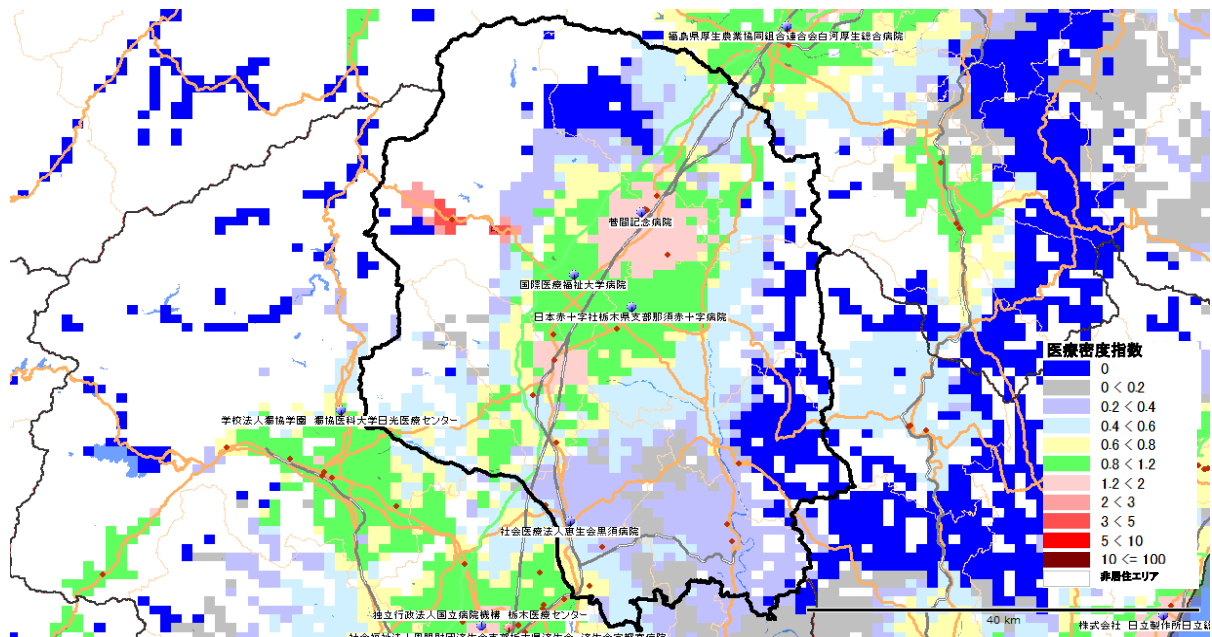 福島県厚生農業協同組合連合会白河厚生総合病院
菅間記念病院
国際医療福祉大学病院
日本赤十字社栃木県支部那須赤十字病院
医療密度指数
0
0 < 0.2
0.2 < 0.4
0.4 < 0.6
0.6 < 0.8
0.8 < 1.2
1.2 < 2
2 < 3
3 < 5
5 < 10
10 <= 100
非居住エリア
学校法人獨協学園 獨協医科大学日光医療センター
社会医療法人恵生会黒須病院
独立行政法人国立病院機構 栃木医療センター
40 km
株式会社 日立製作所日立総